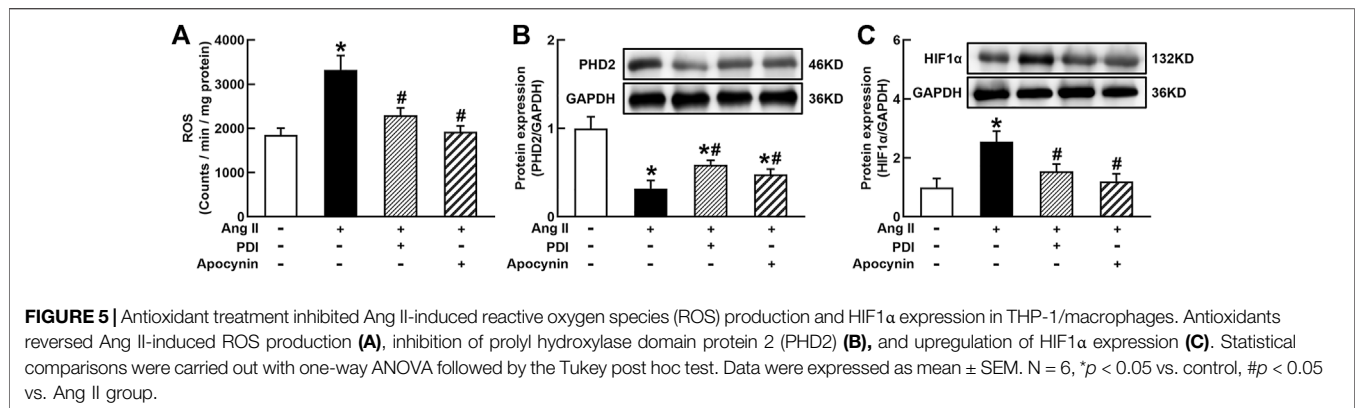 A
ROS
(Counts / min / mg protein)
4000
3000
2000
1000
0
*
#
#
Ang II - + + +
PDI - - + -
Apocynin - - - +
B
Protein expression
(PHD2/GAPDH)
2
1
0
PHD2 46KD
GAPDH 36KD
*
*#
*#
Ang II - + + +
PDI - - + -
Apocynin - - - +
C
Protein expression
(HIF1α/GAPDH)
6
4
2
0
HIF1α 132KD
GAPDH 36KD
*
#
#
Ang II - + + +
PDI - - + -
Apocynin - - - +
FIGURE 5 | Antioxidant treatment inhibited Ang II-induced reactive oxygen species (ROS) production and HIF1α expression in THP-1/macrophages. Antioxidants
reversed Ang II-induced ROS production (A), inhibition of prolyl hydroxylase domain protein 2 (PHD2) (B), and upregulation of HIF1α expression (C). Statistical
comparisons were carried out with one-way ANOVA followed by the Tukey post hoc test. Data were expressed as mean ± SEM. N = 6, *p < 0.05 vs. control, #p < 0.05
vs. Ang II group.